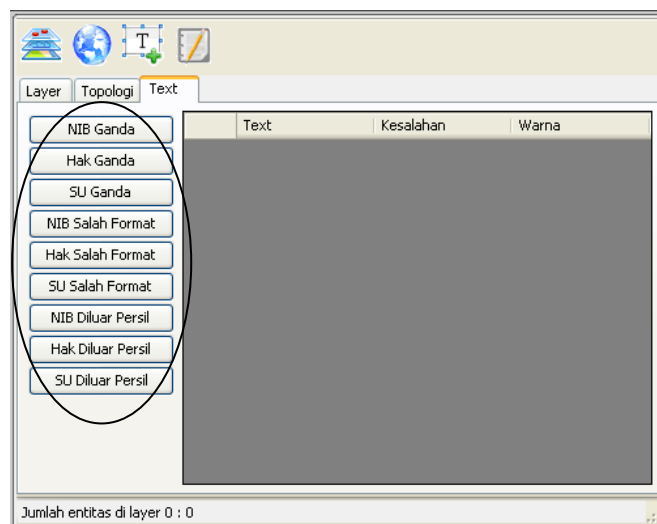 T
Layer Topologi Text
Text Kesalahan Warna
NIB Ganda
Hak Ganda
SU Ganda
NIB Salah Format
Hak Salah Format
SU Salah Format
NIB Diluar Persil
Hak Diluar Persil
SU Diluar Persil
Jumlah entitas di layer 0 : 0